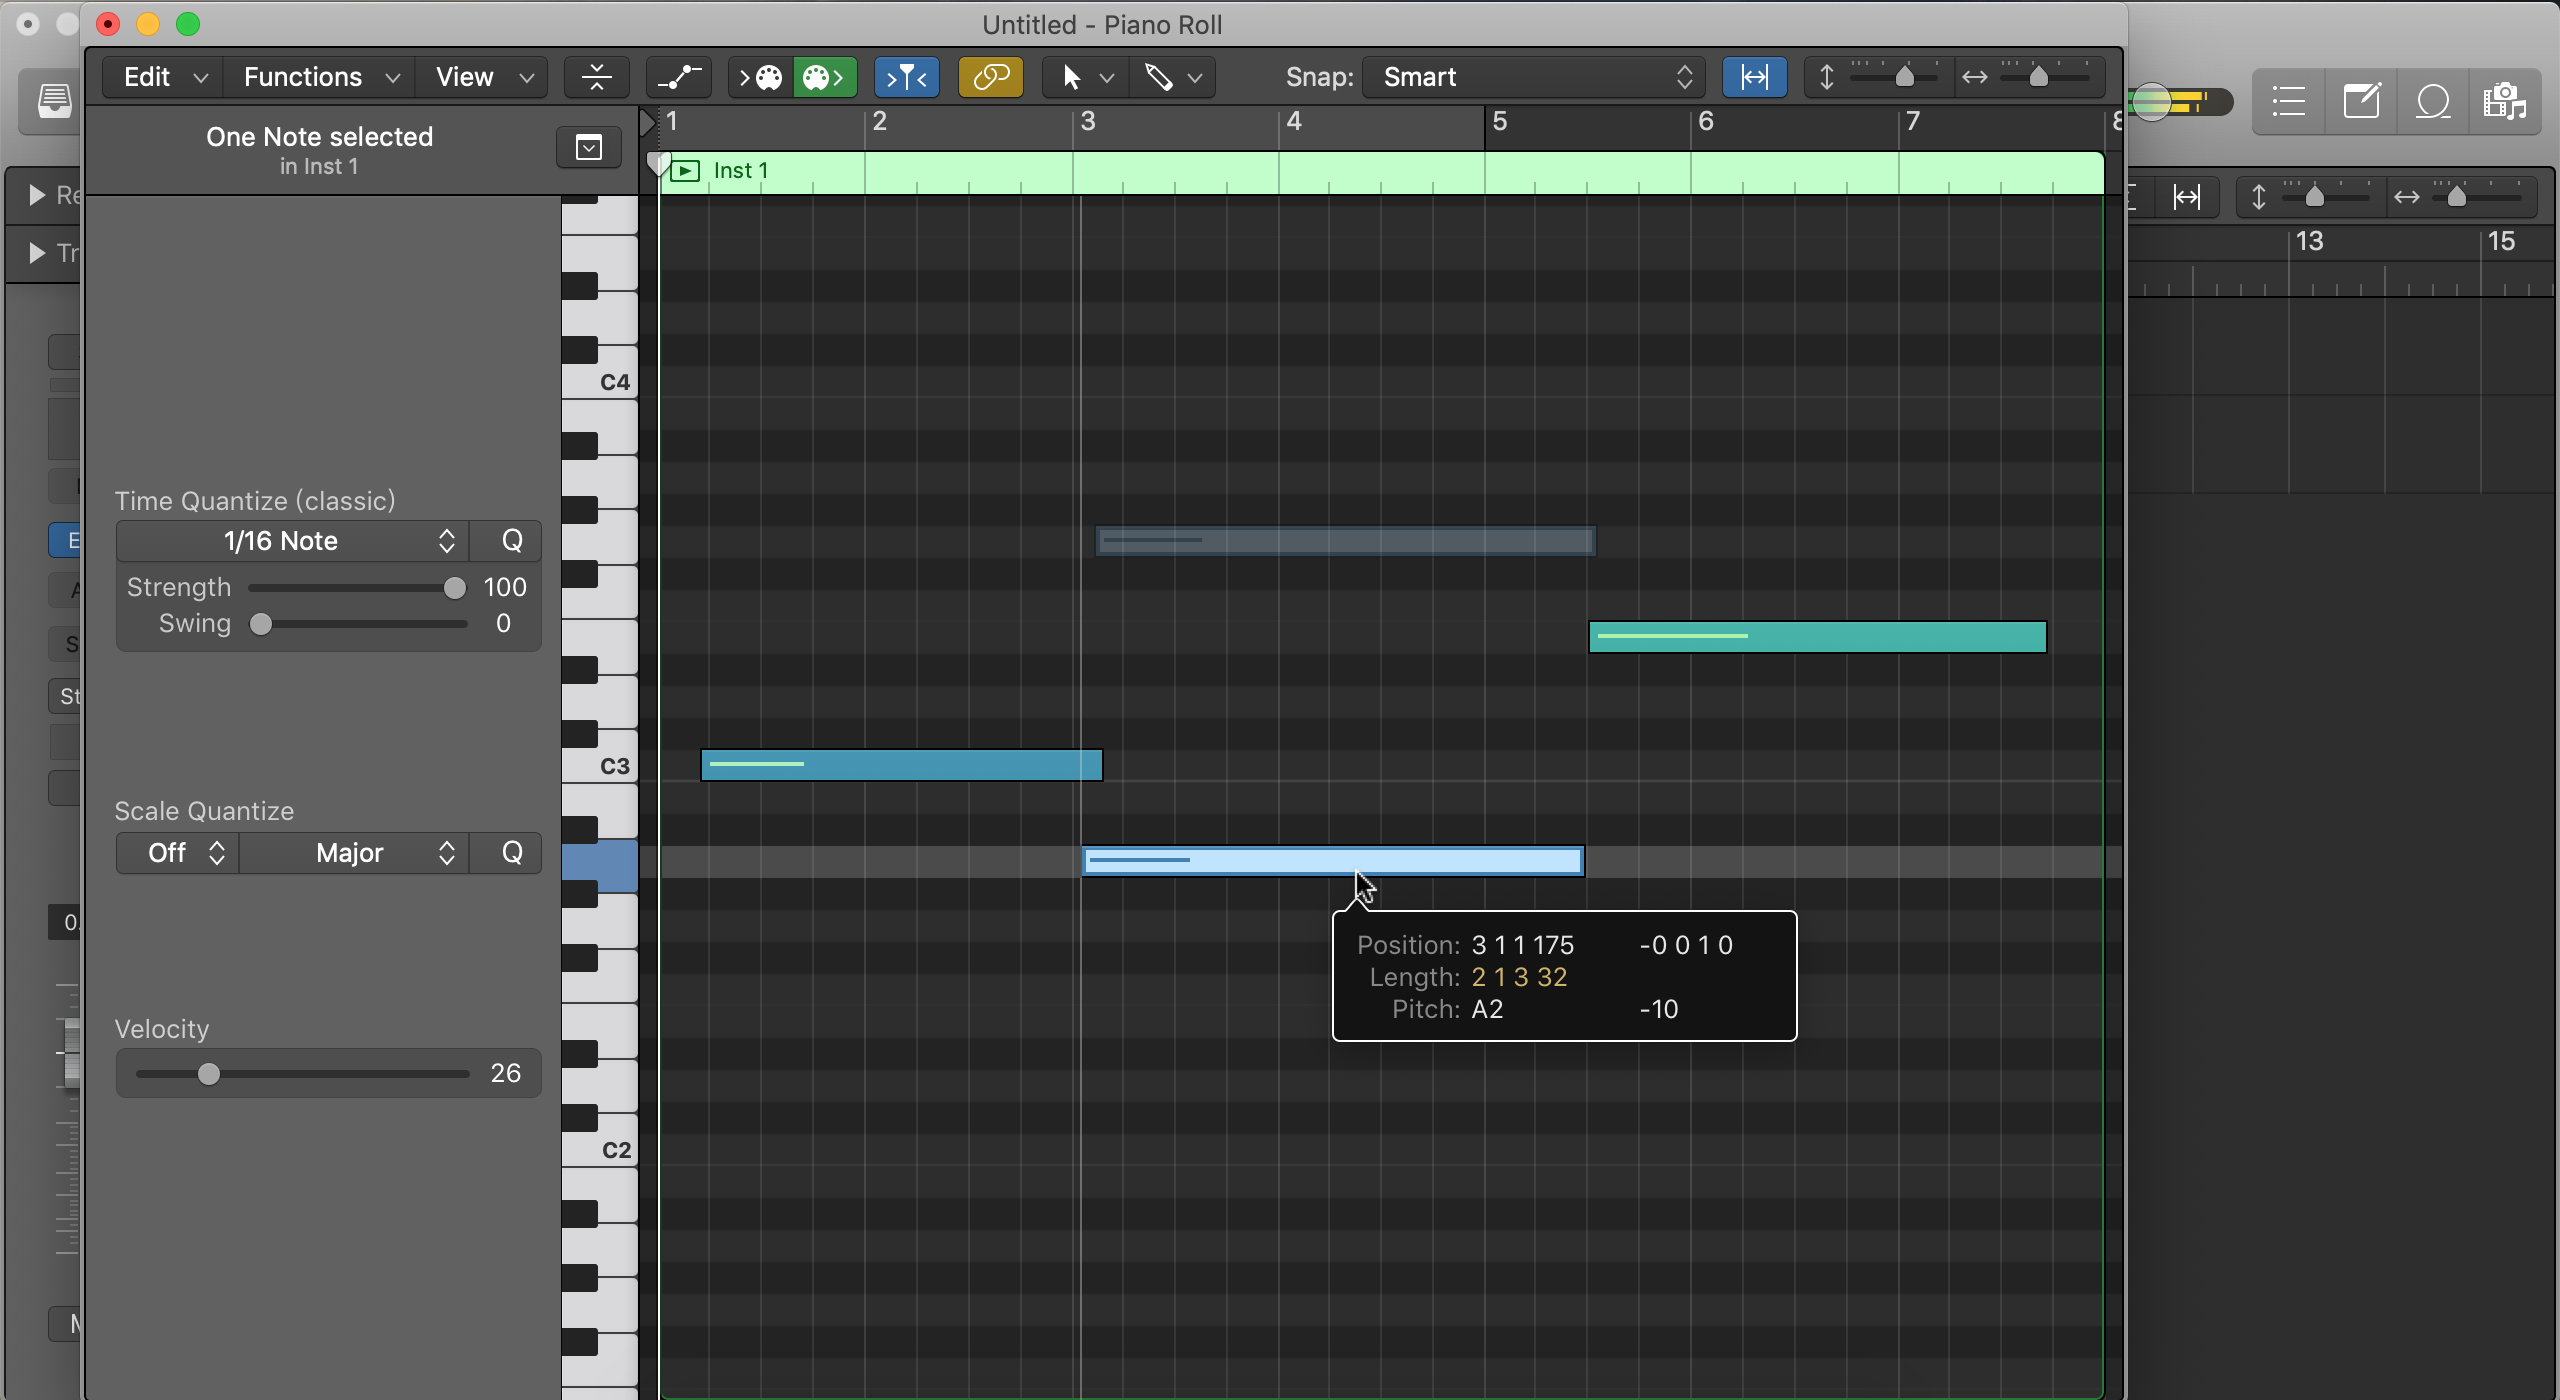 Untitled - Piano Roll
Edit Functions View Snap: Smart
One Note selected
in Inst 1
1 2 3 4 5 6 7 8
Inst 1
Re
Tr
13 15
C4
Time Quantize (classic)
1/16 Note Q
Strength 100
Swing 0
E
A
S
St
C3
Scale Quantize
Off Major Q
0.
Position: 3 1 1 175 -0 0 1 0
Length: 2 1 3 32
Pitch: A2 -10
Velocity
26
C2
M